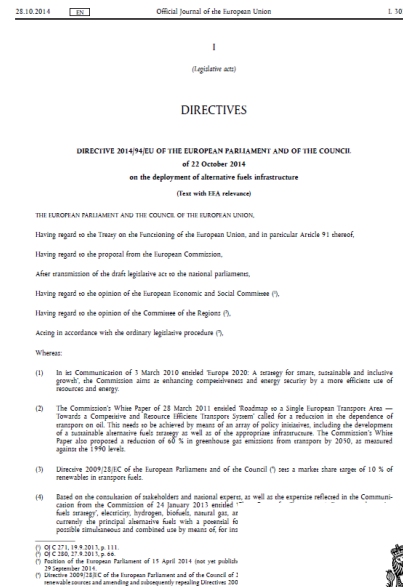 28.10.2014 EN Official Journal of the European Union L 30
I
(Legislative acts)
DIRECTIVES
DIRECTIVE 2014/94/EU OF THE EUROPEAN PARLIAMENT AND OF THE COUNCIL
of 22 October 2014
on the deployment of alternative fuels infrastructure
(Text with EEA relevance)
THE EUROPEAN PARLIAMENT AND THE COUNCIL OF THE EUROPEAN UNION,
Having regard to the Treaty on the Functioning of the European Union, and in particular Article 91 thereof,
Having regard to the proposal from the European Commission,
After transmission of the draft legislative act to the national parliaments,
Having regard to the opinion of the European Economic and Social Committee (¹),
Having regard to the opinion of the Committee of the Regions (²),
Acting in accordance with the ordinary legislative procedure (³),
Whereas:
(1) In its Communication of 3 March 2010 entitled 'Europe 2020: A strategy for smart, sustainable and inclusive
growth', the Commission aims at enhancing competitiveness and energy security by a more efficient use of
resources and energy.
(2) The Commission's White Paper of 28 March 2011 entitled 'Roadmap to a Single European Transport Area —
Towards a Competitive and Resource Efficient Transport System' called for a reduction in the dependence of
transport on oil. This needs to be achieved by means of an array of policy initiatives, including the development
of a sustainable alternative fuels strategy as well as of the appropriate infrastructure. The Commission's White
Paper also proposed a reduction of 60 % in greenhouse gas emissions from transport by 2050, as measured
against the 1990 levels.
(3) Directive 2009/28/EC of the European Parliament and of the Council (⁴) sets a market share target of 10 % of
renewables in transport fuels.
(4) Based on the consultation of stakeholders and national experts, as well as the expertise reflected in the Communi-
cation from the Commission of 24 January 2013 entitled
fuels strategy', electricity, hydrogen, biofuels, natural gas, an
currently the principal alternative fuels with a potential fo
possible simultaneous and combined use by means of, for ins
(¹) OJ C 271, 19.9.2013, p. 111.
(²) OJ C 280, 27.9.2013, p. 66.
(³) Position of the European Parliament of 15 April 2014 (not yet publish
29 September 2014.
(⁴) Directive 2009/28/EC of the European Parliament and of the Council of
renewable sources and amending and subsequently repealing Directives 200